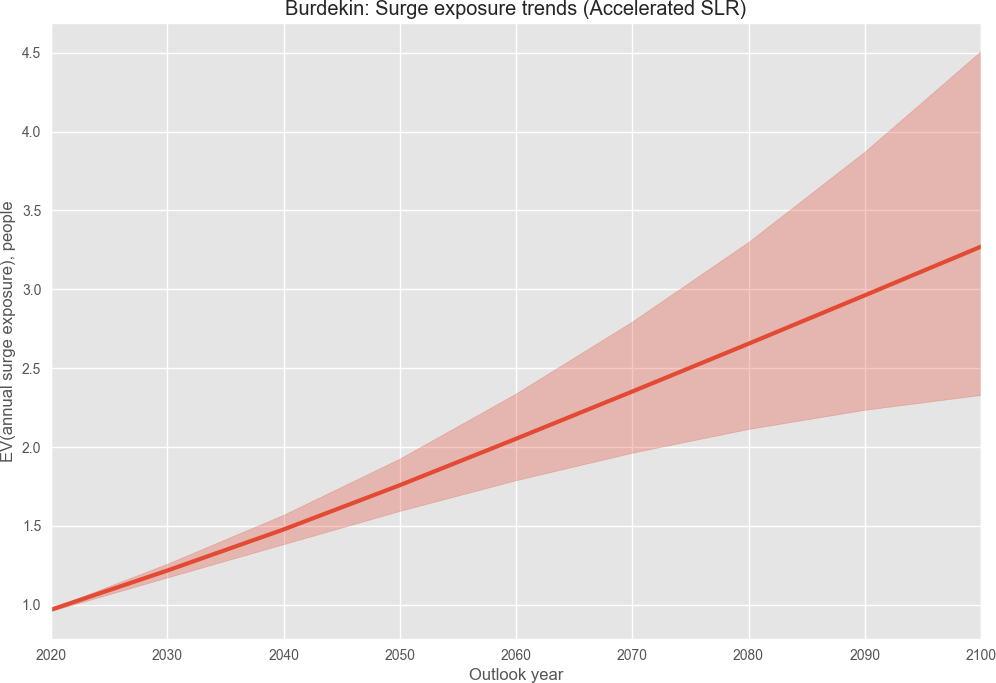 Burdekin: Surge exposure trends (Accelerated SLR)
EV(annual surge exposure), people
4.5
4.0
3.5
3.0
2.5
2.0
1.5
1.0
2020 2030 2040 2050 2060 2070 2080 2090 2100
Outlook year